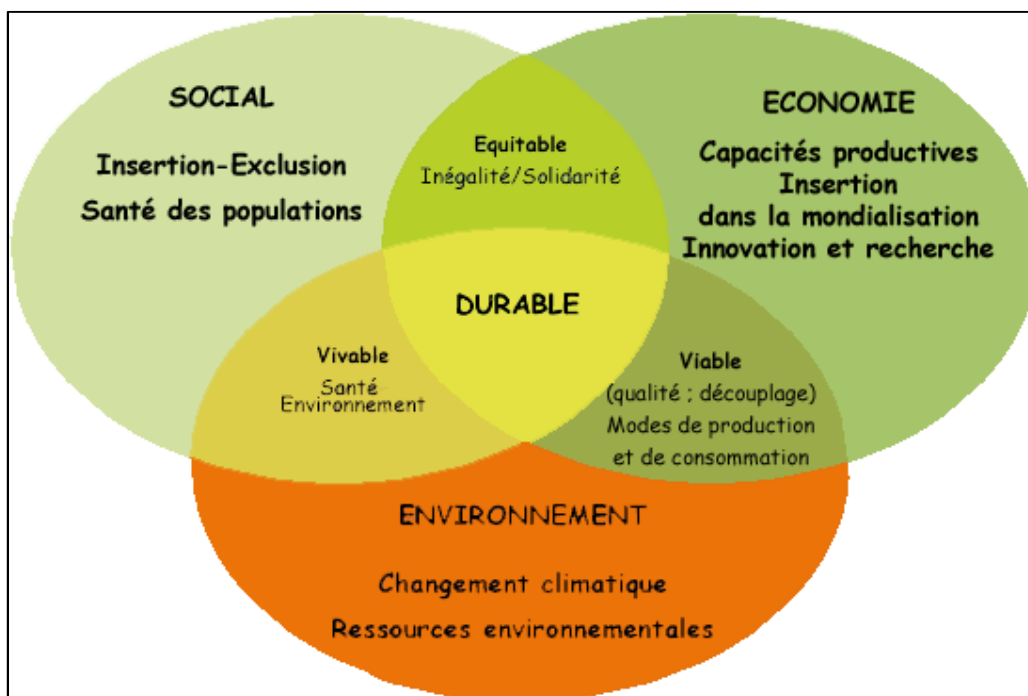 SOCIAL
Insertion-Exclusion
Santé des populations
Equitable
Inégalité/Solidarité
ECONOMIE
Capacités productives
Insertion
dans la mondialisation
Innovation et recherche
DURABLE
Vivable
Santé
Environnement
Viable
(qualité ; découplage)
Modes de production
et de consommation
ENVIRONNEMENT
Changement climatique
Ressources environnementales